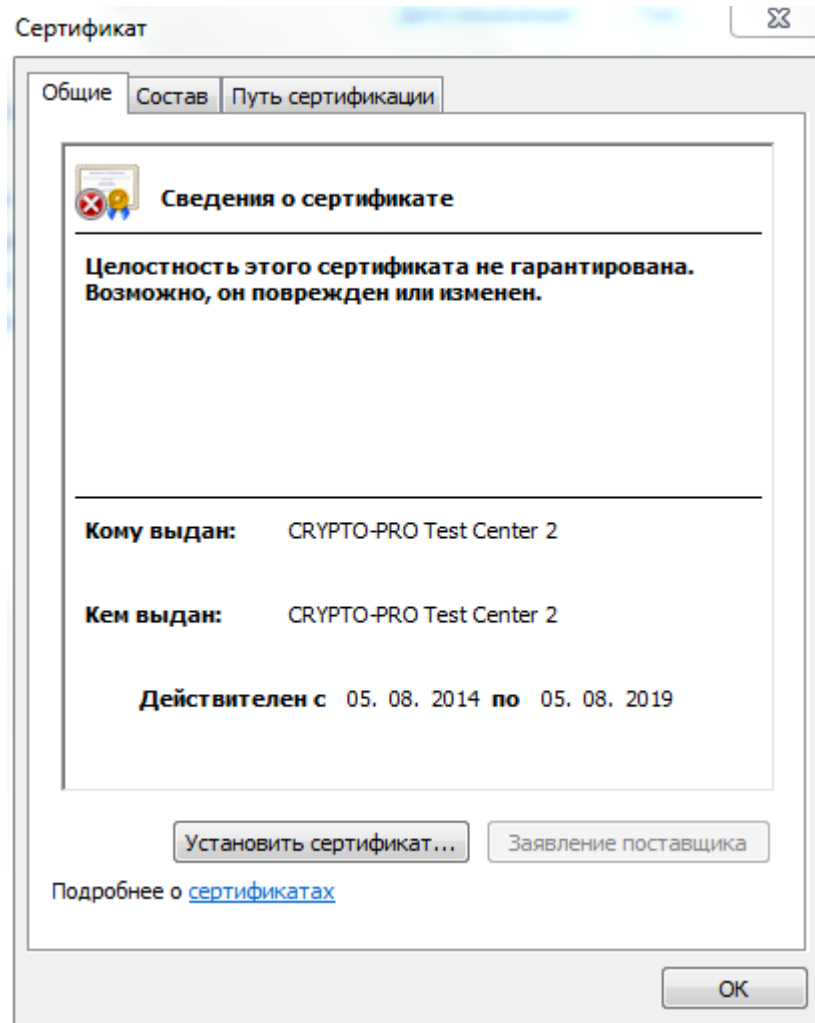 Сертификат
Общие Состав Путь сертификации
Сведения о сертификате
Целостность этого сертификата не гарантирована.
Возможно, он поврежден или изменен.
Кому выдан: CRYPTO-PRO Test Center 2
Кем выдан: CRYPTO-PRO Test Center 2
Действителен с 05. 08. 2014 по 05. 08. 2019
Установить сертификат... Заявление поставщика
Подробнее о сертификатах
ОК